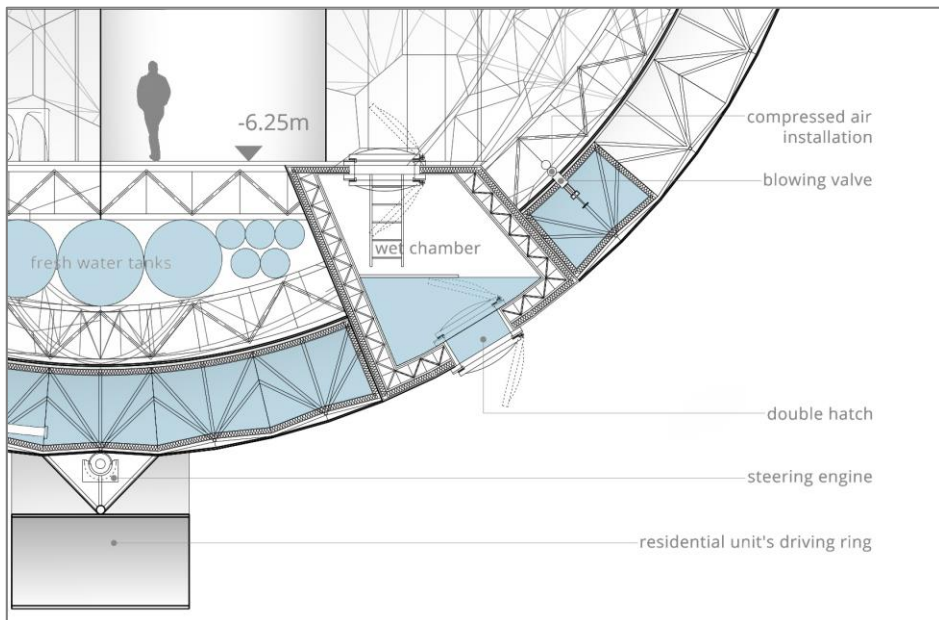 compressed air
installation
-6.25m
blowing valve
wet chamber
fresh water tanks
double hatch
steering engine
residential unit's driving ring